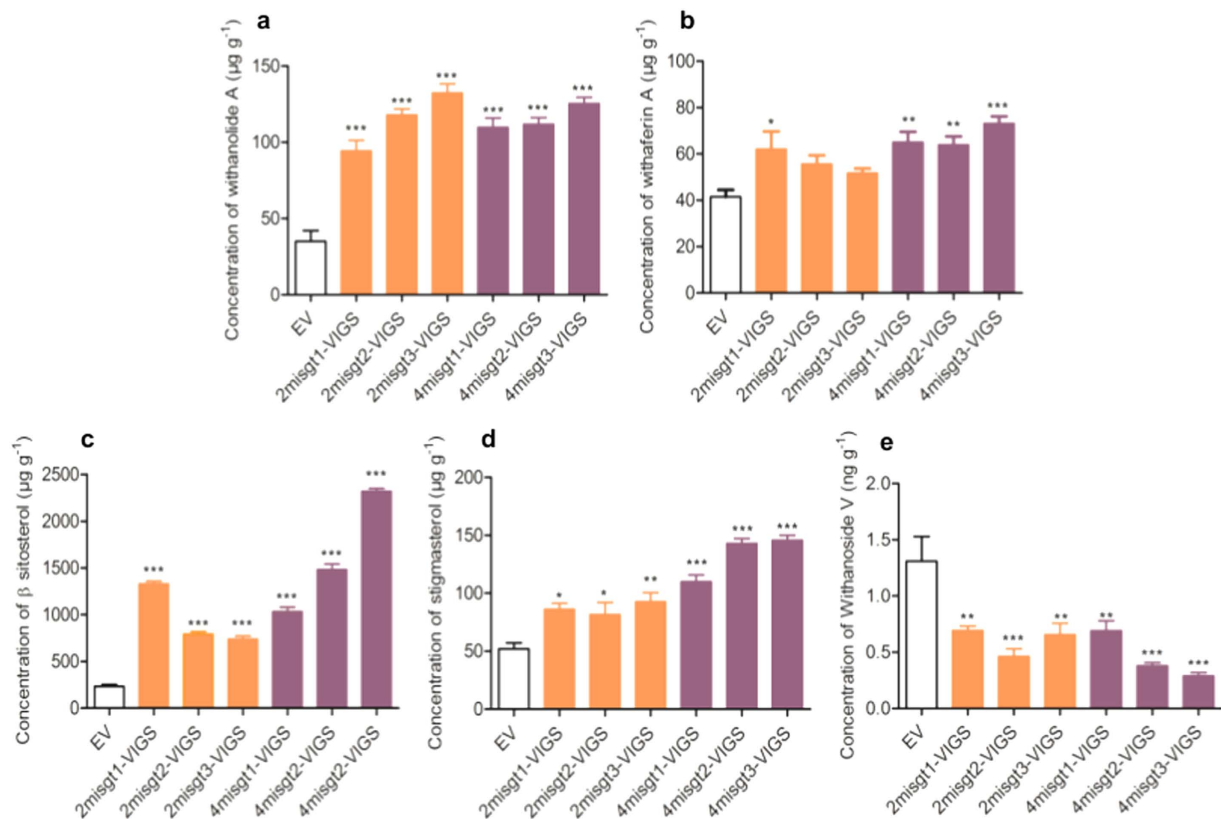 a
Concentration of withanolide A (µg g⁻¹)
150
100
50
0
***
***
***
***
***
***
EV
2misgt1-VIGS
2misgt2-VIGS
2misgt3-VIGS
4misgt1-VIGS
4misgt2-VIGS
4misgt3-VIGS
b
Concentration of withaferin A (µg g⁻¹)
100
80
60
40
20
0
*
**
**
***
EV
2misgt1-VIGS
2misgt2-VIGS
2misgt3-VIGS
4misgt1-VIGS
4misgt2-VIGS
4misgt3-VIGS
c
Concentration of β sitosterol (µg g⁻¹)
2500
2000
1500
1000
500
0
***
***
***
***
***
***
EV
2misgt1-VIGS
2misgt2-VIGS
2misgt3-VIGS
4misgt1-VIGS
4misgt2-VIGS
4misgt2-VIGS
d
Concentration of stigmasterol (µg g⁻¹)
200
150
100
50
0
*
*
**
***
***
***
EV
2misgt1-VIGS
2misgt2-VIGS
2misgt3-VIGS
4misgt1-VIGS
4misgt2-VIGS
4misgt3-VIGS
e
Concentration of Withanoside V (ng g⁻¹)
2.0
1.5
1.0
0.5
0.0
**
***
**
**
***
***
EV
2misgt1-VIGS
2misgt2-VIGS
2misgt3-VIGS
4misgt1-VIGS
4misgt2-VIGS
4misgt3-VIGS